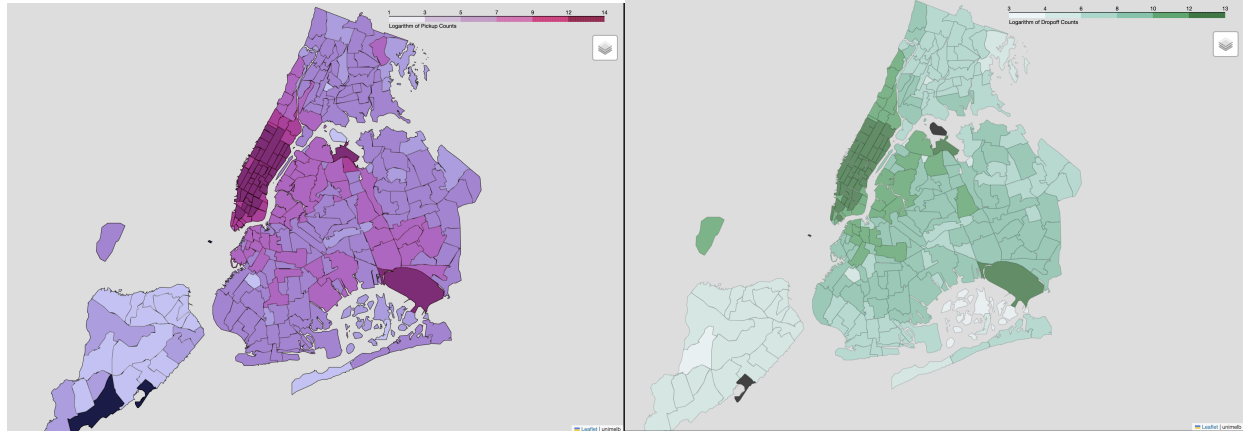 1 3 5 7 9 12 14
Logarithm of Pickup Counts
Leaflet | unimelb
3 4 6 8 10 12 13
Logarithm of Dropoff Counts
Leaflet | unimelb